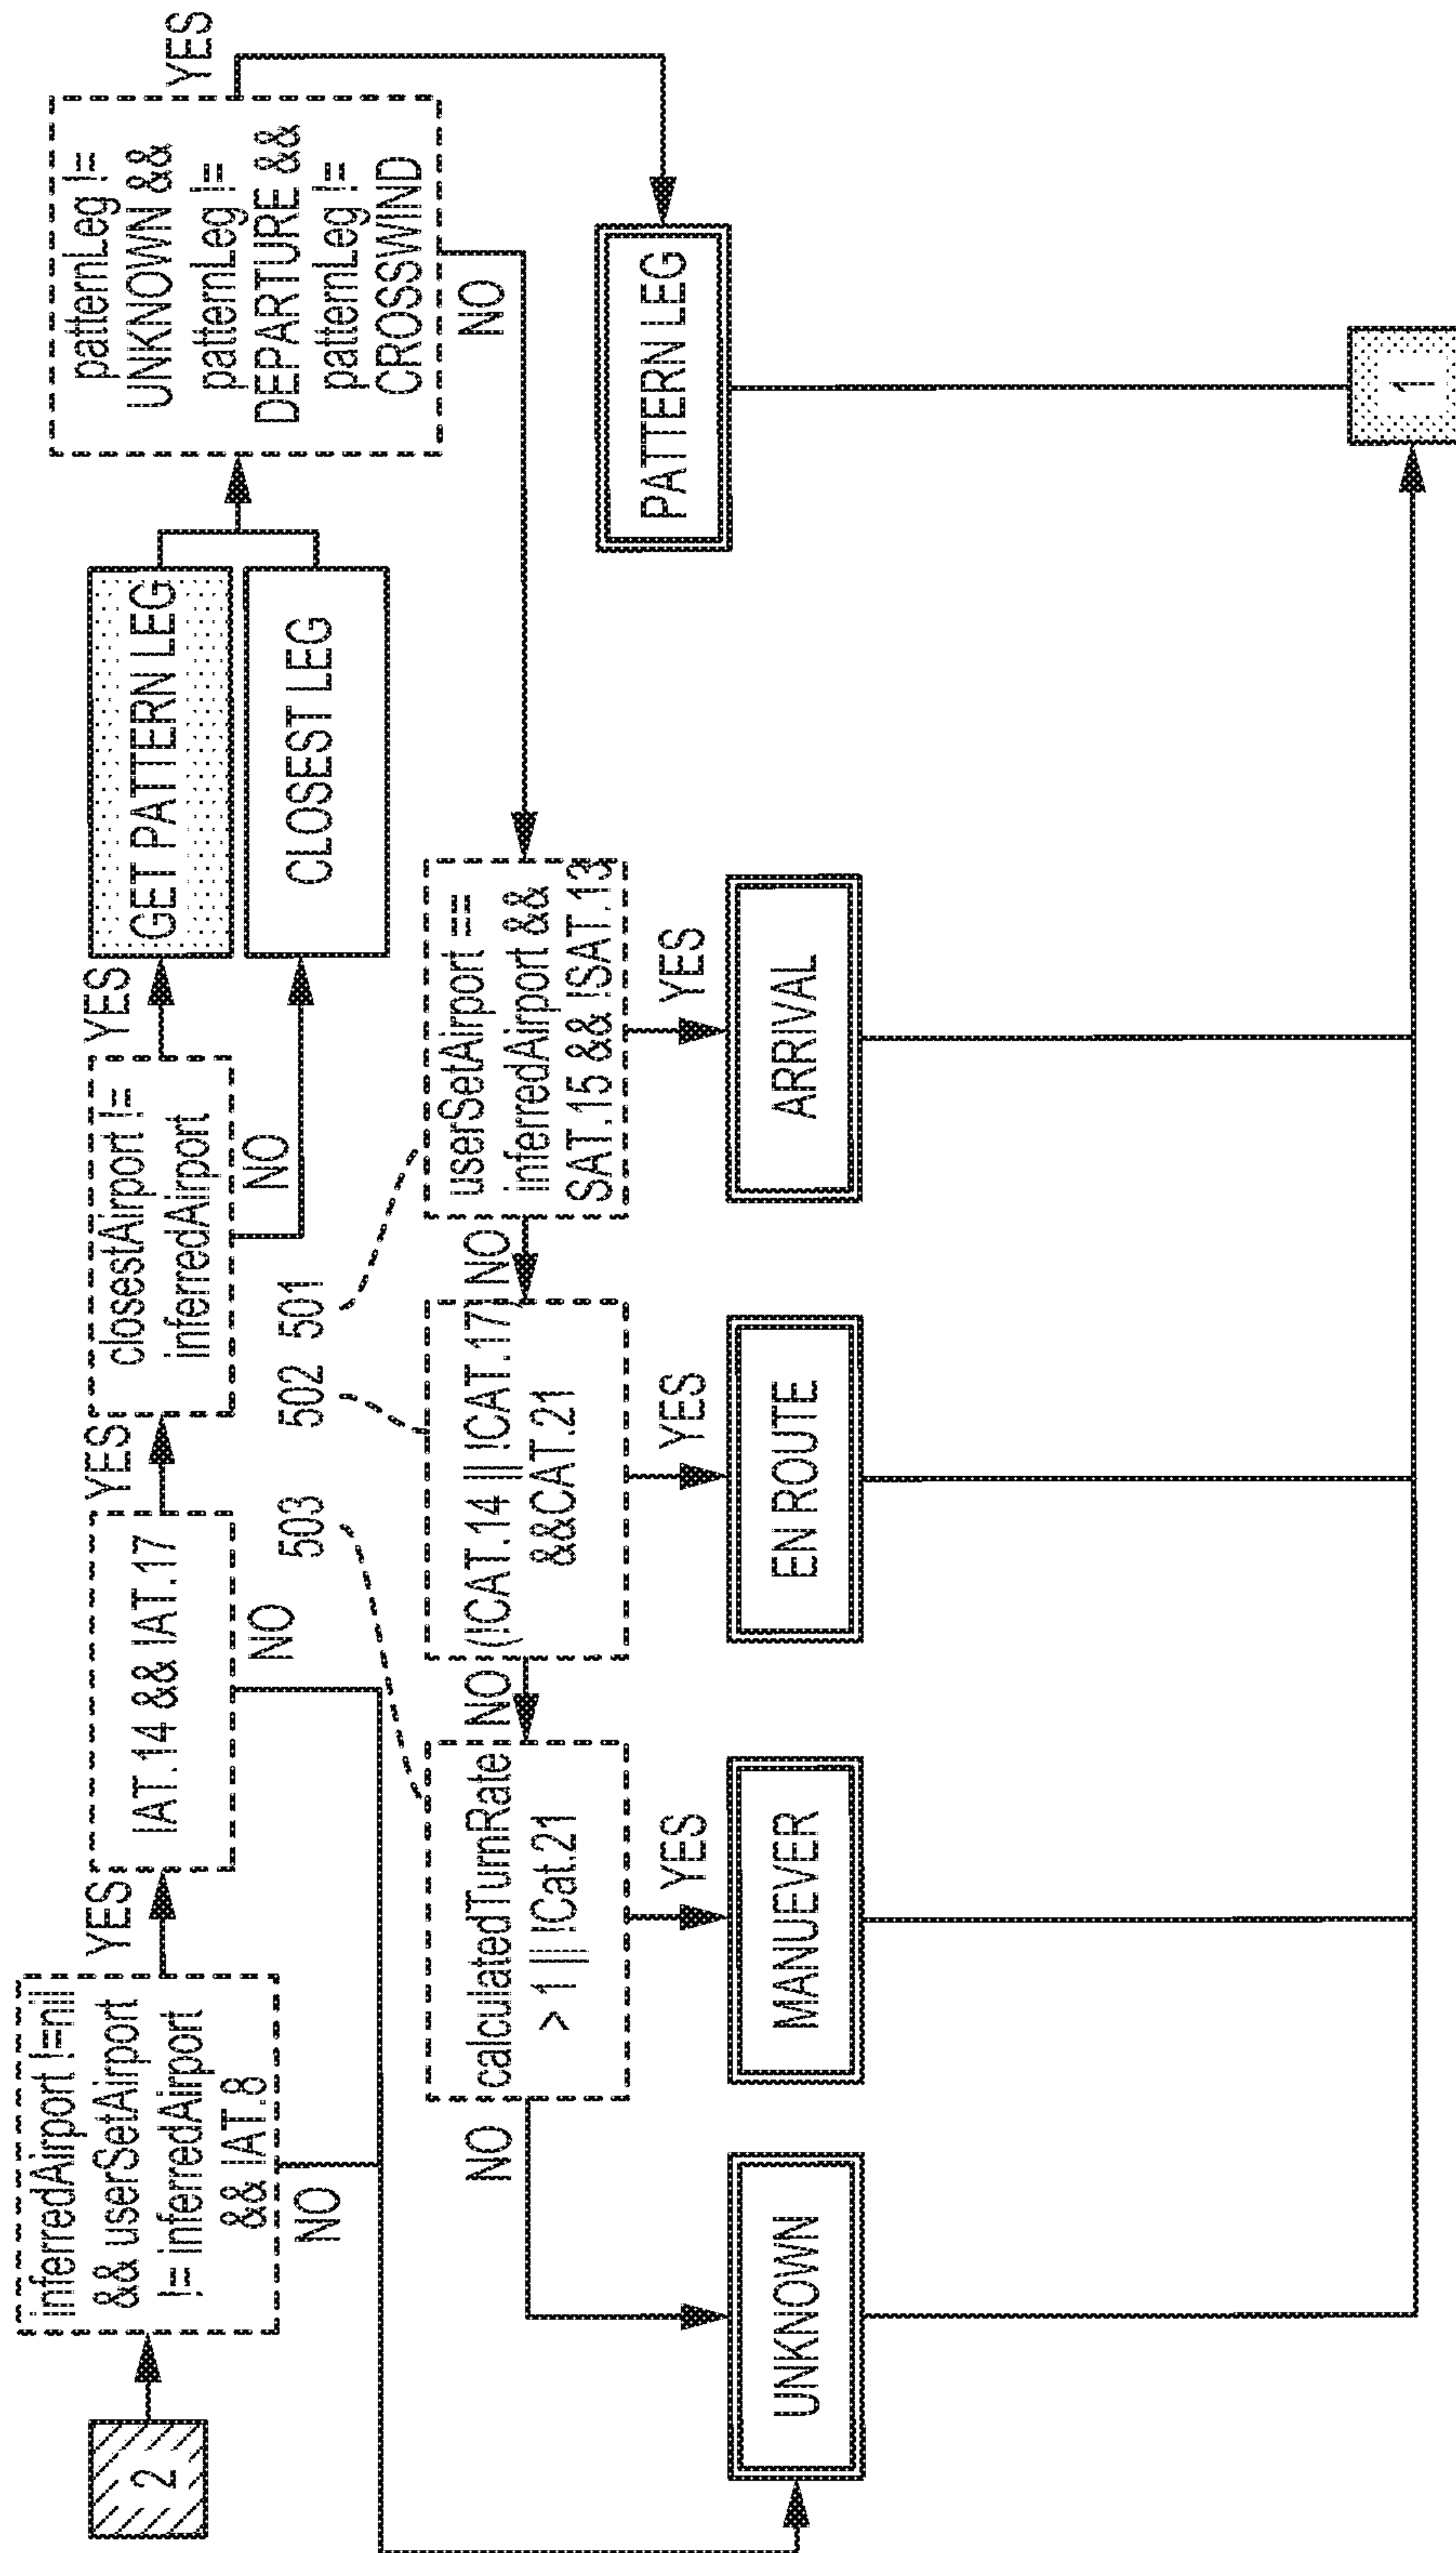 2
inferredAirport !=nil
&& userSetAirport
!= inferredAirport
&& IAT.8
YES
NO
IAT.14 && IAT.17
YES
NO
closestAirport !=
inferredAirport
YES
NO
GET PATTERN LEG
CLOSEST LEG
patternLeg !=
UNKNOWN &&
patternLeg !=
DEPARTURE &&
patternLeg !=
CROSSWIND
YES
NO
503
502
501
calculatedTurnRate
> 1 || !Cat.21
NO
YES
NO
(!CAT.14 || !CAT.17)
&&CAT.21
YES
NO
userSetAirport ==
inferredAirport &&
SAT.15 && !SAT.13
YES
UNKNOWN
MANUEVER
EN ROUTE
ARRIVAL
PATTERN LEG
1